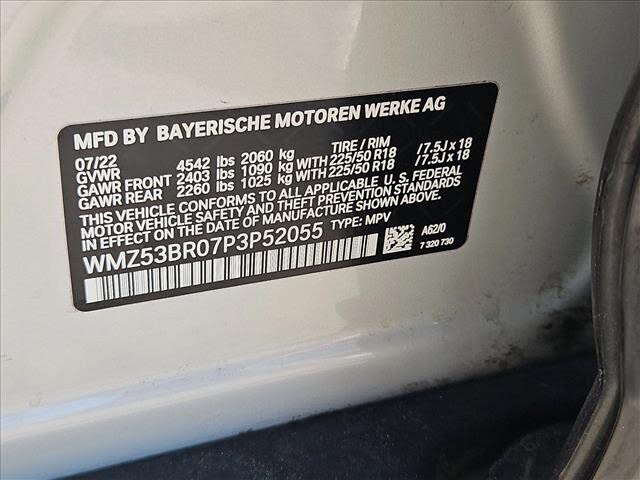 MFD BY BAYERISCHE MOTOREN WERKE AG
07/22 TIRE / RIM
GVWR 4542 lbs 2060 kg
GAWR FRONT 2403 lbs 1090 kg WITH 225/50 R18 /7.5J x 18
GAWR REAR 2260 lbs 1025 kg WITH 225/50 R18 /7.5J x 18
THIS VEHICLE CONFORMS TO ALL APPLICABLE U. S. FEDERAL
MOTOR VEHICLE SAFETY, BUMPER, AND THEFT PREVENTION STANDARDS
IN EFFECT ON THE DATE OF MANUFACTURE SHOWN ABOVE.
WMZ53BR07P3P52055 TYPE: MPV
A62/0
7 320 730